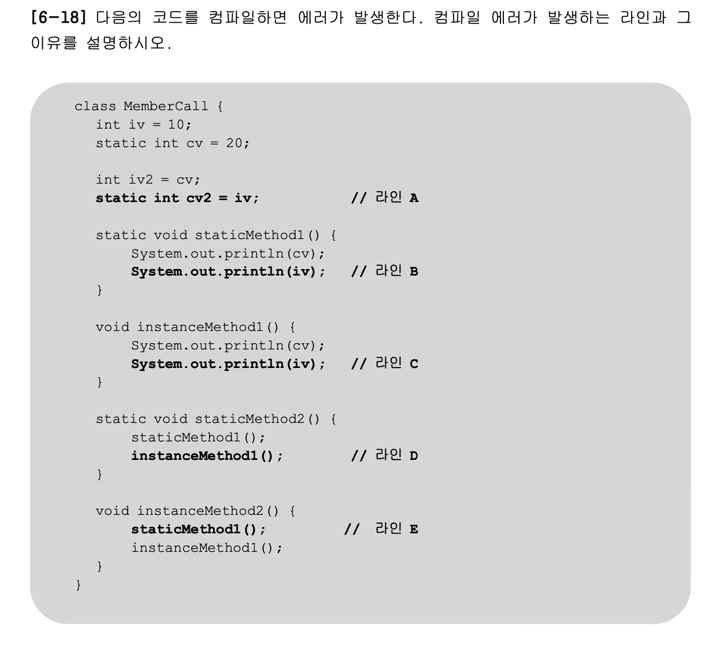 [6-18] 다음의 코드를 컴파일하면 에러가 발생한다. 컴파일 에러가 발생하는 라인과 그
이유를 설명하시오.
class MemberCall {
int iv = 10;
static int cv = 20;
int iv2 = cv;
static int cv2 = iv; // 라인 A
static void staticMethod1() {
System.out.println(cv);
System.out.println(iv); // 라인 B
}
void instanceMethod1() {
System.out.println(cv);
System.out.println(iv); // 라인 C
}
static void staticMethod2() {
staticMethod1();
instanceMethod1(); // 라인 D
}
void instanceMethod2() {
staticMethod1(); // 라인 E
instanceMethod1();
}
}